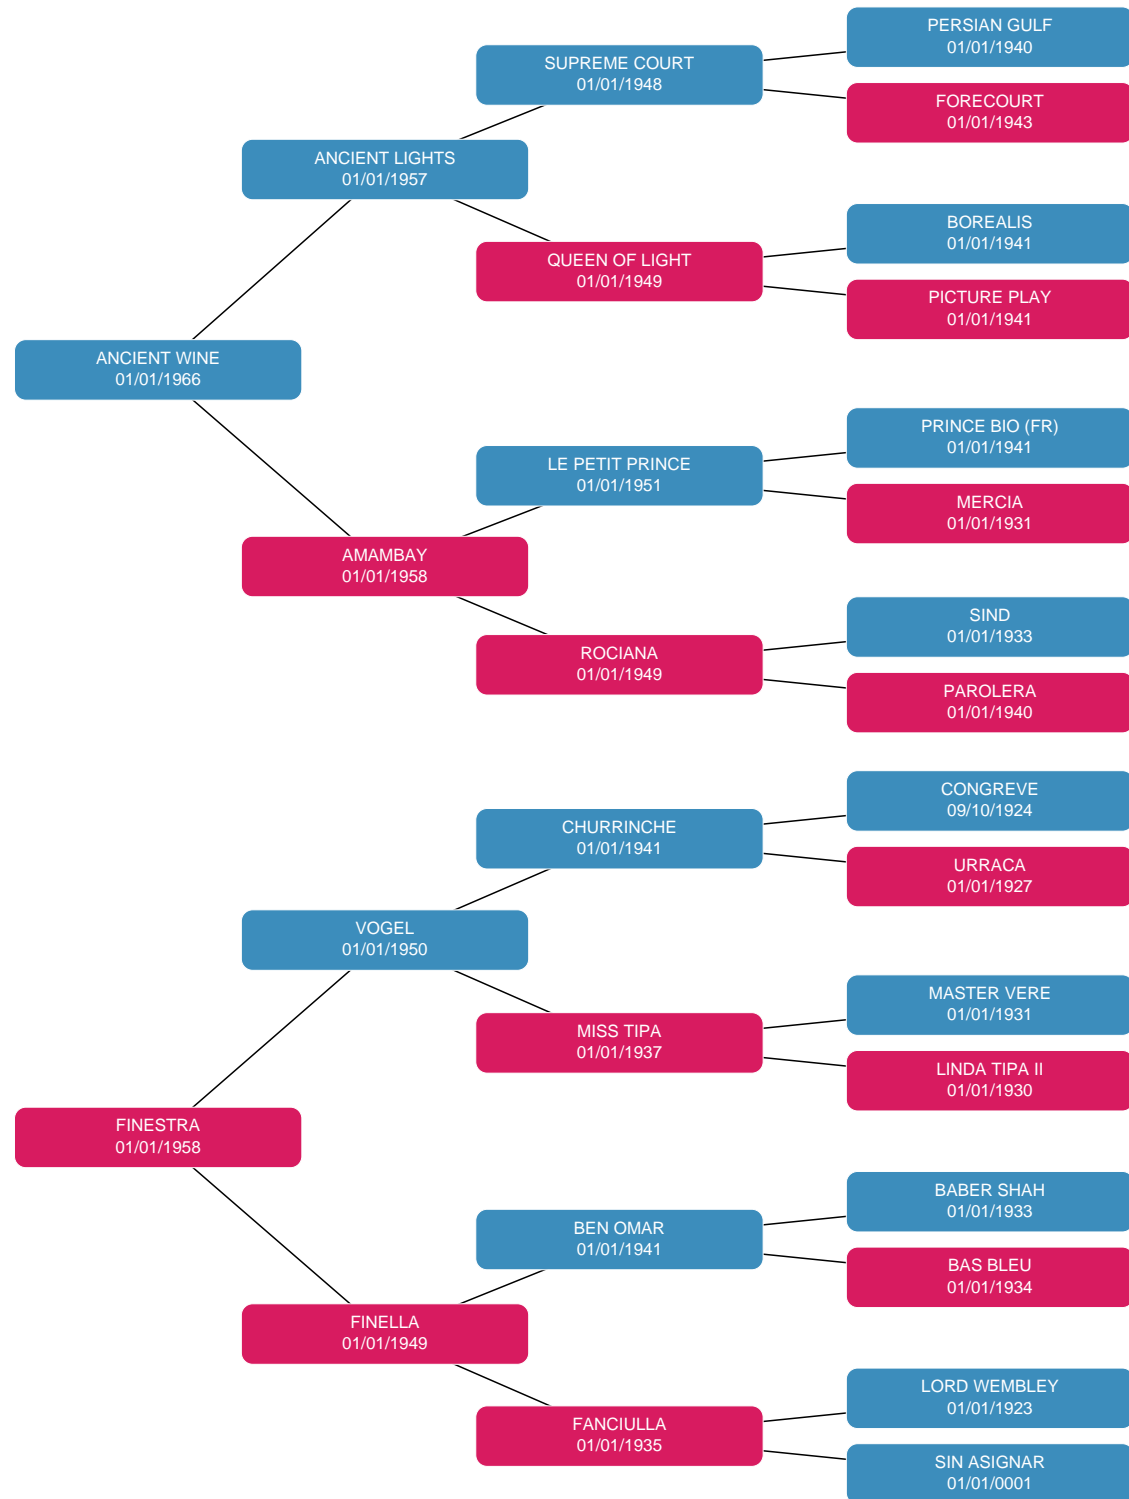 PERSIAN GULF
01/01/1940
SUPREME COURT
01/01/1948
FORECOURT
01/01/1943
ANCIENT LIGHTS
01/01/1957
BOREALIS
01/01/1941
QUEEN OF LIGHT
01/01/1949
PICTURE PLAY
01/01/1941
ANCIENT WINE
01/01/1966
PRINCE BIO (FR)
01/01/1941
LE PETIT PRINCE
01/01/1951
MERCIA
01/01/1931
AMAMBAY
01/01/1958
SIND
01/01/1933
ROCIANA
01/01/1949
PAROLERA
01/01/1940
CONGREVE
09/10/1924
CHURRINCHE
01/01/1941
URRACA
01/01/1927
VOGEL
01/01/1950
MASTER VERE
01/01/1931
MISS TIPA
01/01/1937
LINDA TIPA II
01/01/1930
FINESTRA
01/01/1958
BABER SHAH
01/01/1933
BEN OMAR
01/01/1941
BAS BLEU
01/01/1934
FINELLA
01/01/1949
LORD WEMBLEY
01/01/1923
FANCIULLA
01/01/1935
SIN ASIGNAR
01/01/0001